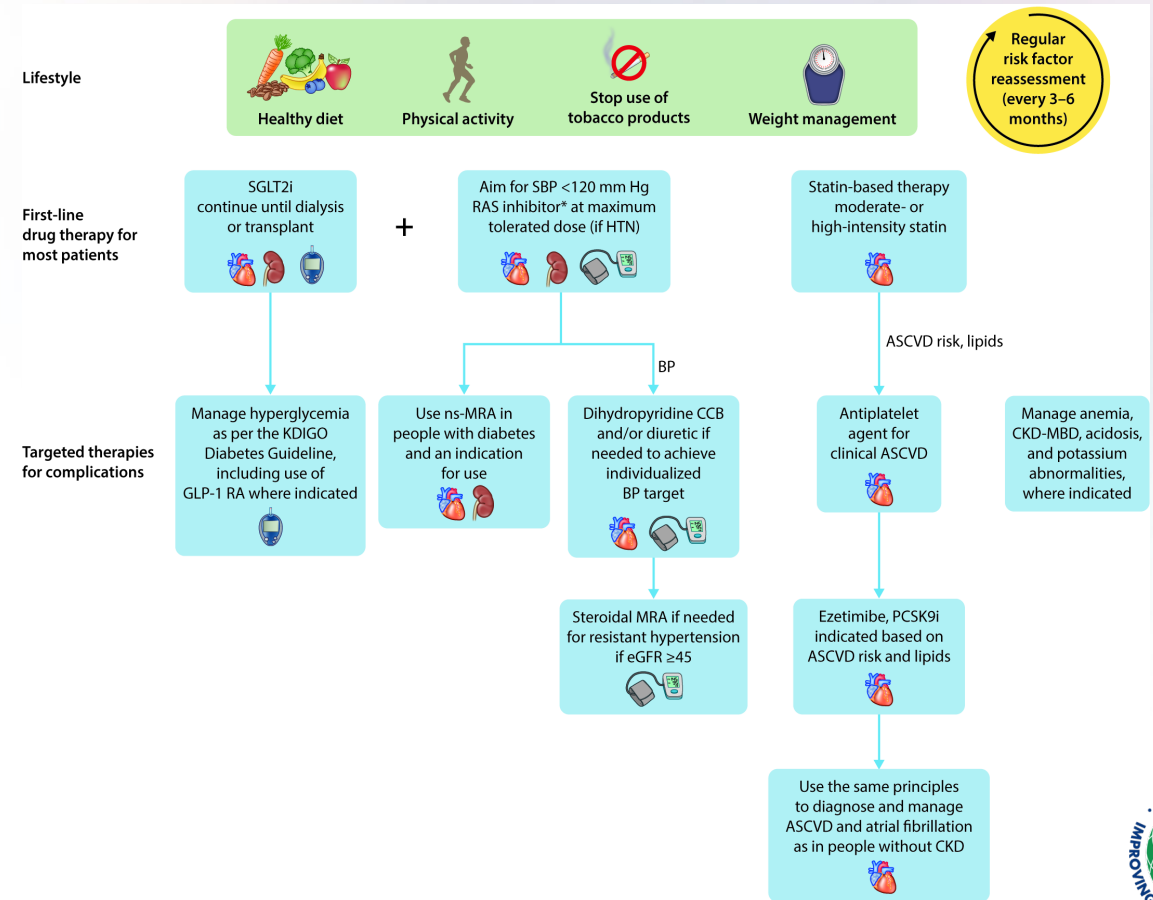 Lifestyle
Healthy diet
Physical activity
Stop use of
tobacco products
Weight management
Regular
risk factor
reassessment
(every 3–6
months)
First-line
drug therapy for
most patients
SGLT2i
continue until dialysis
or transplant
+
Aim for SBP <120 mm Hg
RAS inhibitor* at maximum
tolerated dose (if HTN)
Statin-based therapy
moderate- or
high-intensity statin
BP
ASCVD risk, lipids
Targeted therapies
for complications
Manage hyperglycemia
as per the KDIGO
Diabetes Guideline,
including use of
GLP-1 RA where indicated
Use ns-MRA in
people with diabetes
and an indication
for use
Dihydropyridine CCB
and/or diuretic if
needed to achieve
individualized
BP target
Antiplatelet
agent for
clinical ASCVD
Manage anemia,
CKD-MBD, acidosis,
and potassium
abnormalities,
where indicated
Steroidal MRA if needed
for resistant hypertension
if eGFR ≥45
Ezetimibe, PCSK9i
indicated based on
ASCVD risk and lipids
Use the same principles
to diagnose and manage
ASCVD and atrial fibrillation
as in people without CKD